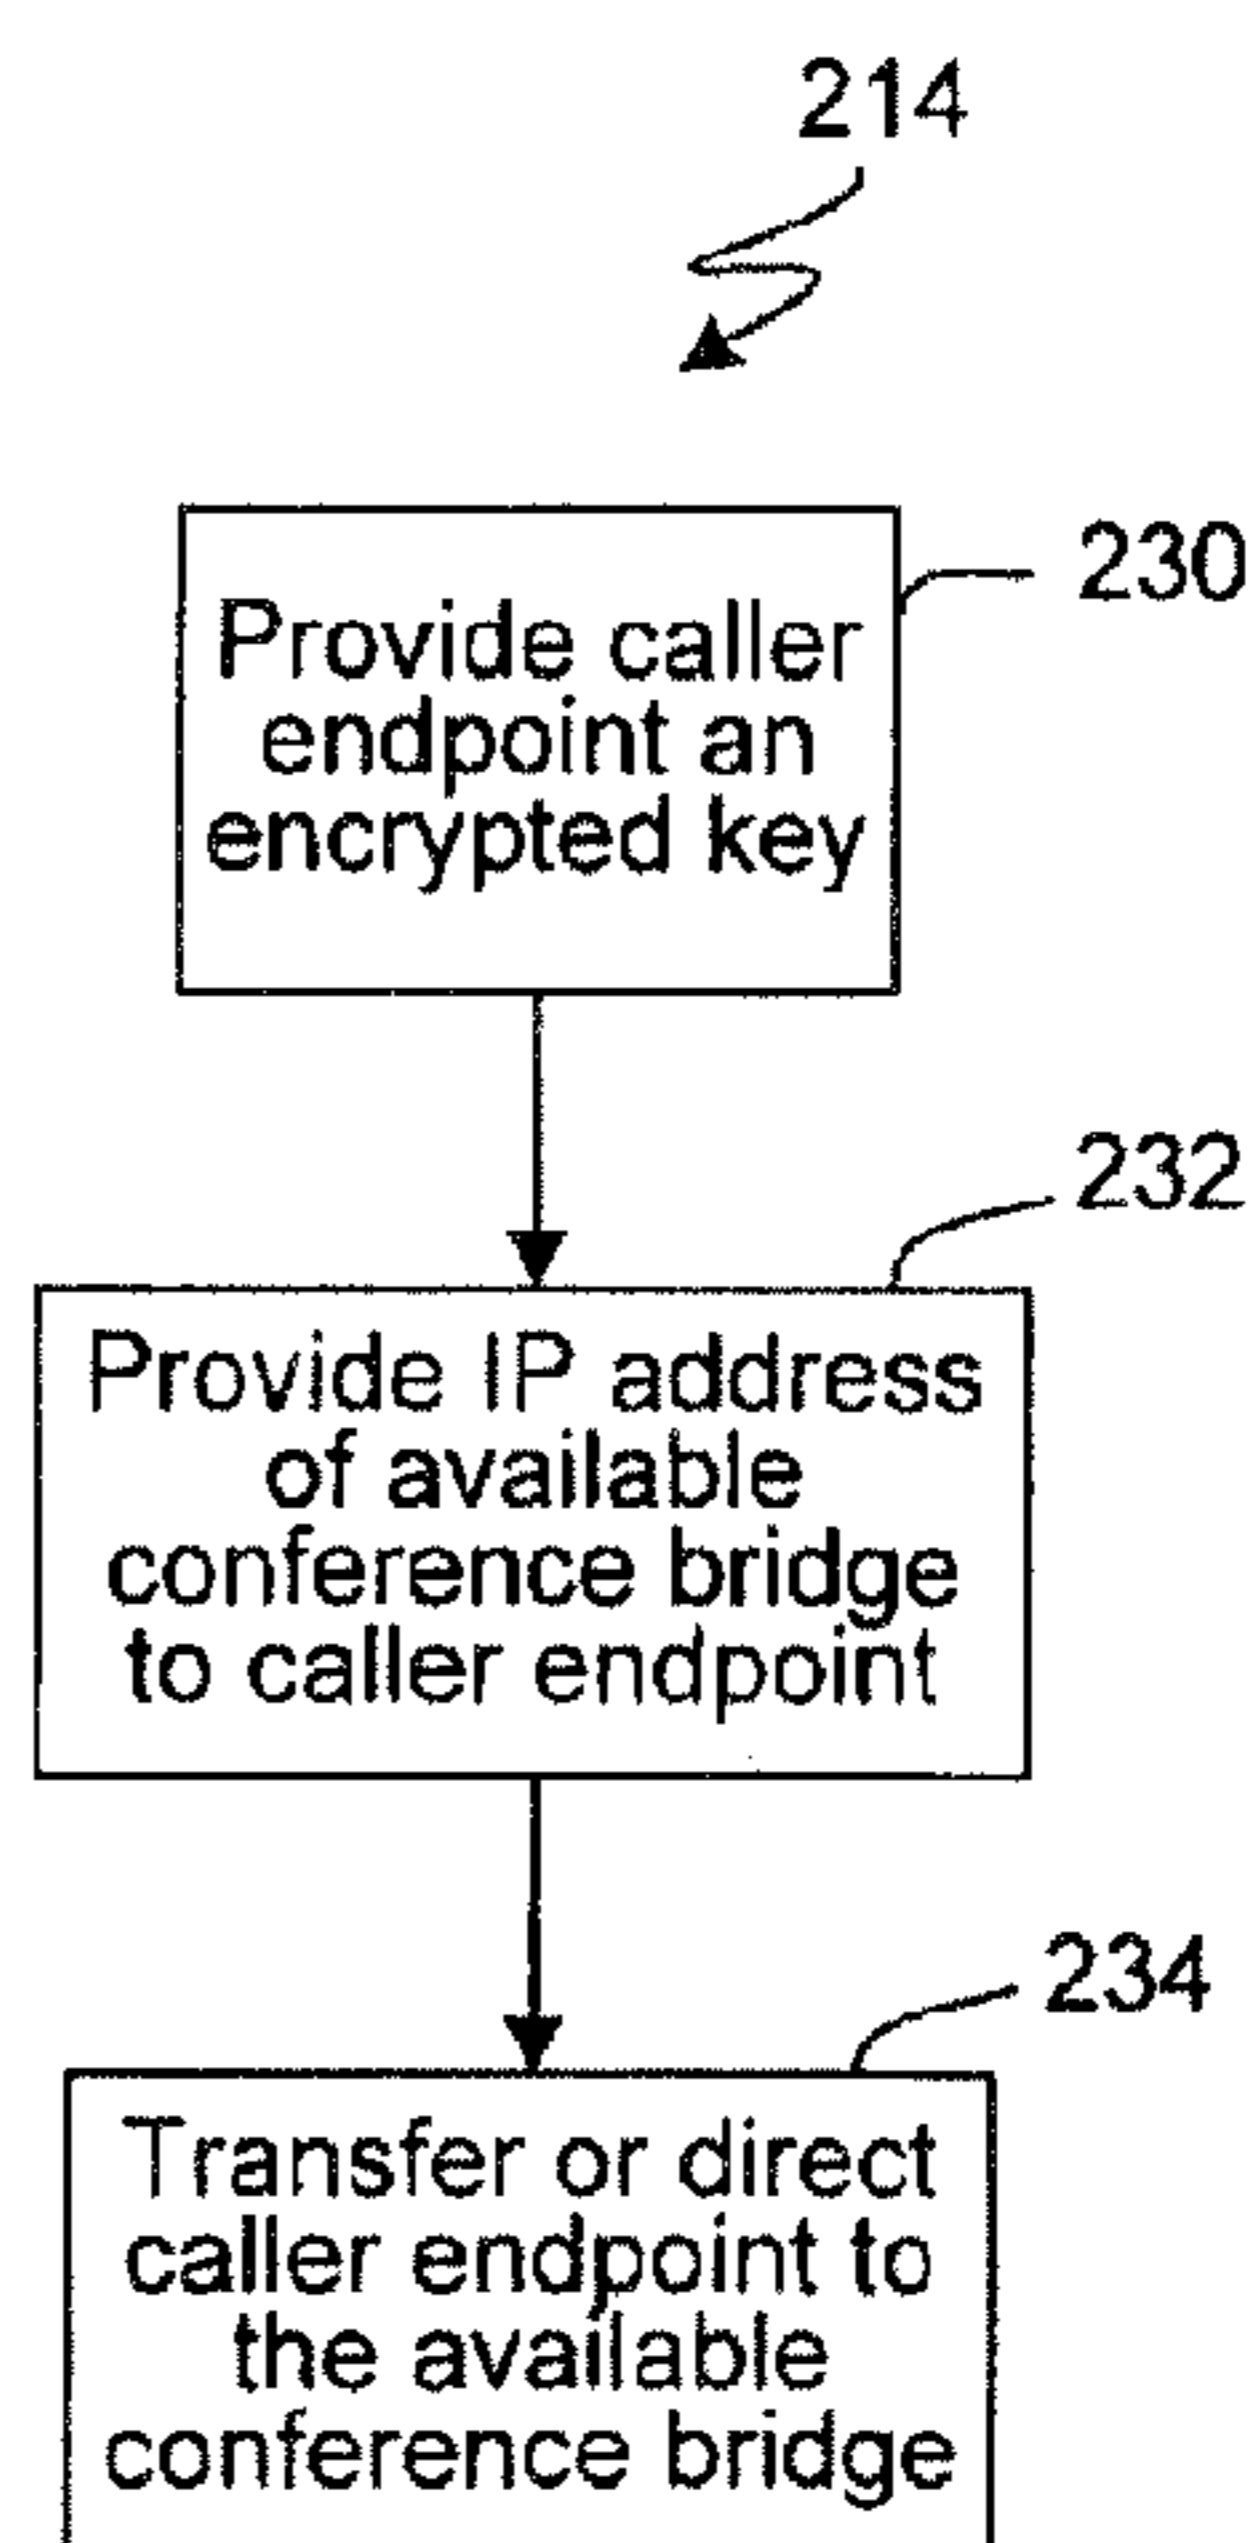 214
230
Provide caller
endpoint an
encrypted key
232
Provide IP address
of available
conference bridge
to caller endpoint
234
Transfer or direct
caller endpoint to
the available
conference bridge